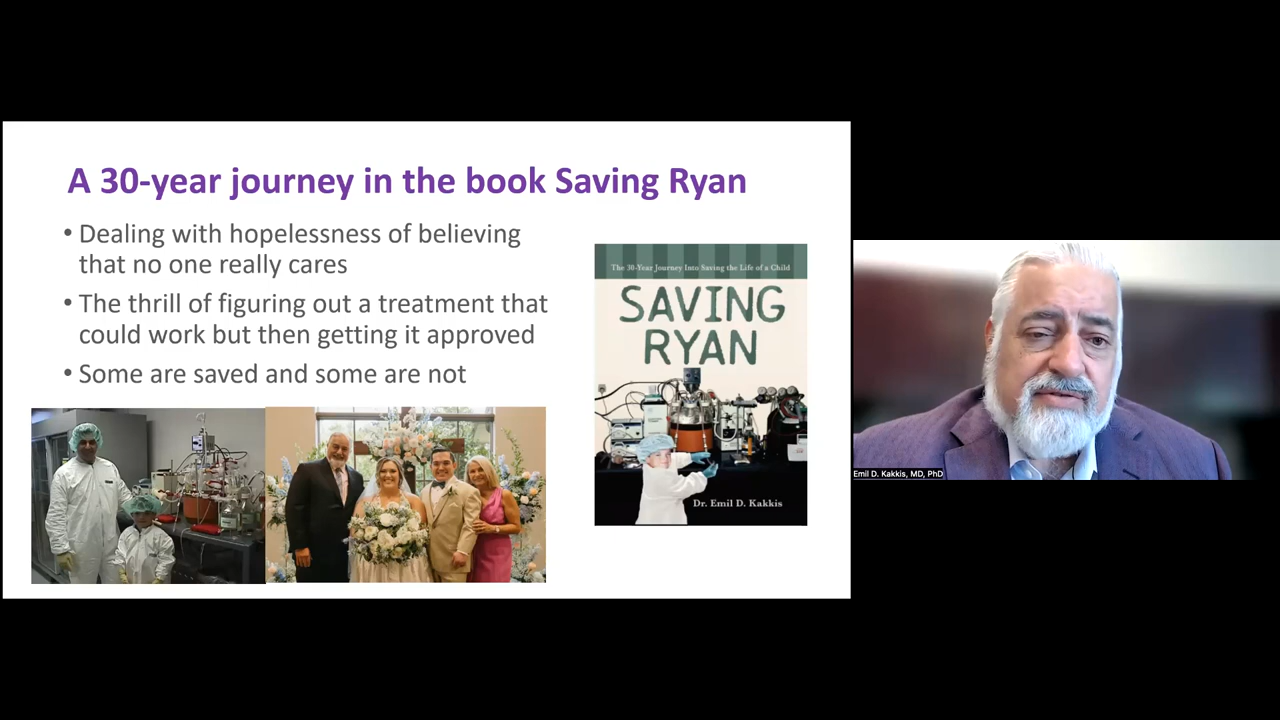 A 30-year journey in the book Saving Ryan
• Dealing with hopelessness of believing
that no one really cares
• The thrill of figuring out a treatment that
could work but then getting it approved
• Some are saved and some are not
The 30-Year Journey Into Saving the Life of a Child
SAVING
RYAN
Dr. Emil D. Kakkis
Emil D. Kakkis, MD, PhD